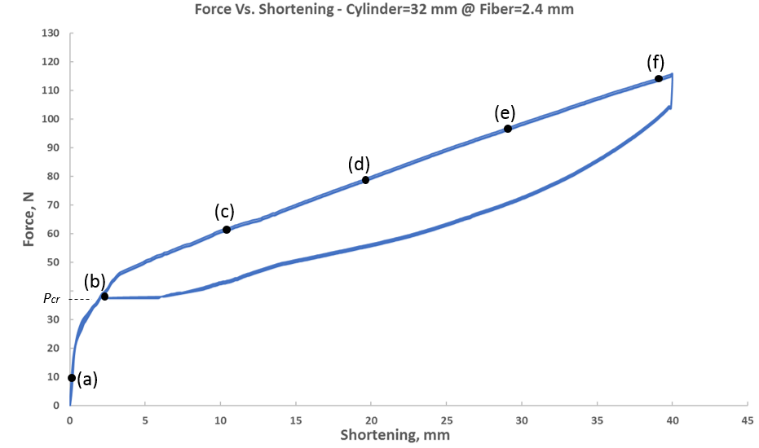 Force Vs. Shortening - Cylinder=32 mm @ Fiber=2.4 mm
130
120
110
100
90
80
70
60
50
Pcr
30
20
10
0
Force, N
(a)
(b)
(c)
(d)
(e)
(f)
0 5 10 15 20 25 30 35 40 45
Shortening, mm